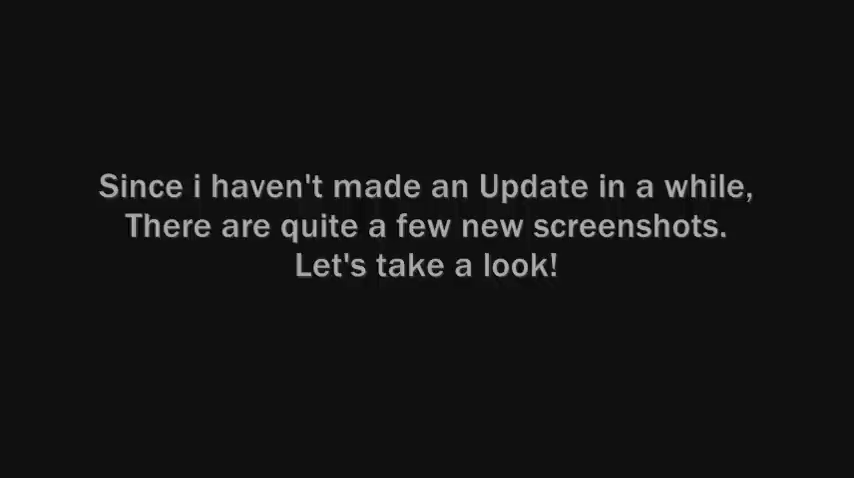 Since i haven't made an Update in a while,
There are quite a few new screenshots.
Let's take a look!